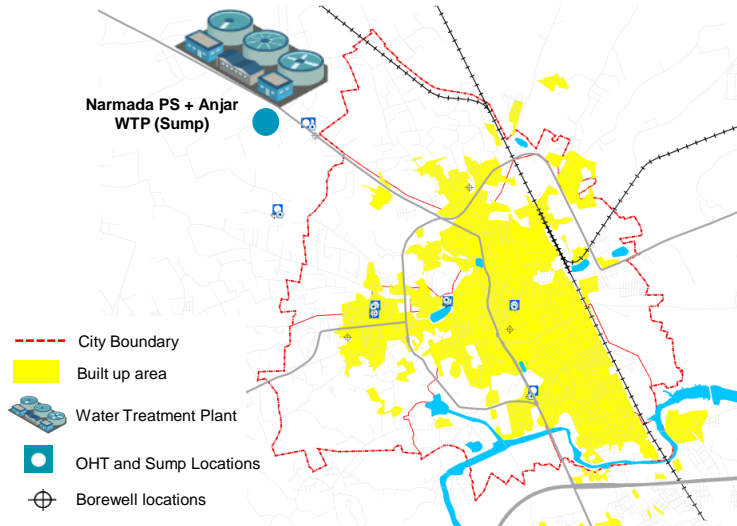 Narmada PS + Anjar
WTP (Sump)
City Boundary
Built up area
Water Treatment Plant
OHT and Sump Locations
Borewell locations